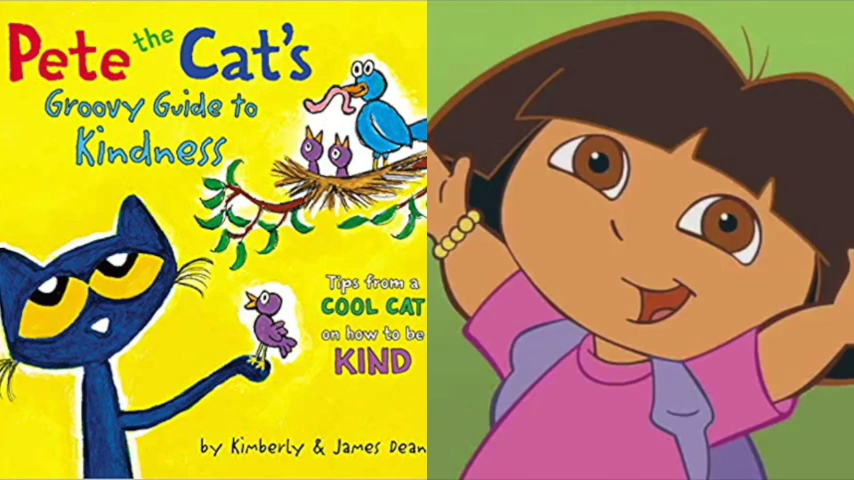 Pete the Cat's
Groovy Guide to
Kindness
Tips from a
COOL CAT
on how to be
KIND
by Kimberly & James Dean